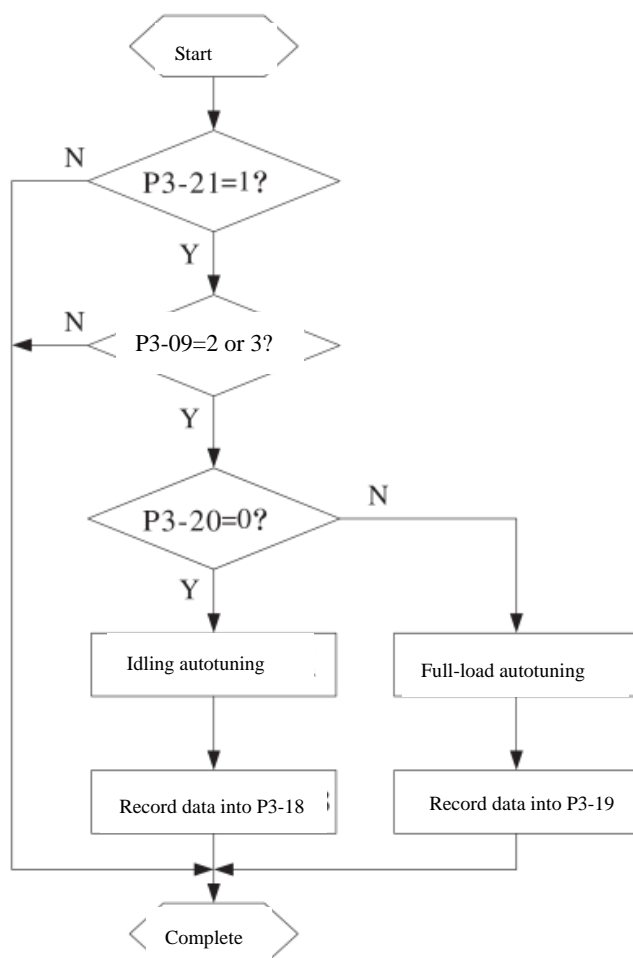 Start
N
P3-21=1?
Y
N
P3-09=2 or 3?
Y
P3-20=0?
N
Y
Idling autotuning
Full-load autotuning
Record data into P3-18
Record data into P3-19
Complete